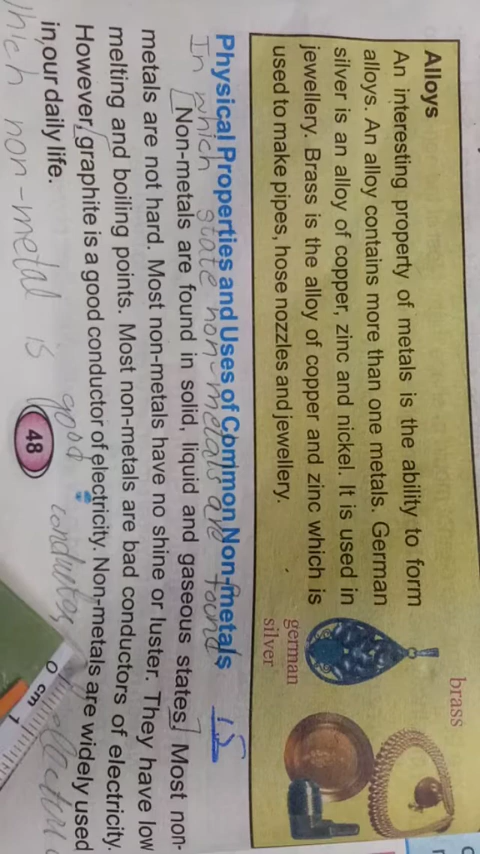 Alloys
An interesting property of metals is the ability to form
alloys. An alloy contains more than one metals. German
silver is an alloy of copper, zinc and nickel. It is used in
jewellery. Brass is the alloy of copper and zinc which is
used to make pipes, hose nozzles and jewellery.
brass
german
silver
Physical Properties and Uses of Common Non-metals
In which state non-metals are found
Non-metals are found in solid, liquid and gaseous states. Most non-
metals are not hard. Most non-metals have no shine or luster. They have low
melting and boiling points. Most non-metals are bad conductors of electricity.
However, graphite is a good conductor of electricity. Non-metals are widely used
in our daily life.
which non-metal is good
48
0 cm 1